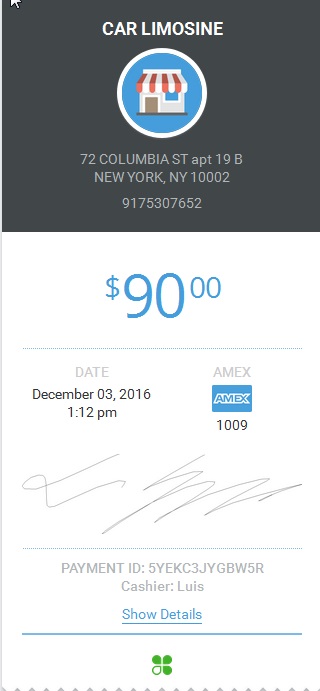 CAR LIMOSINE
72 COLUMBIA ST apt 19 B
NEW YORK, NY 10002
9175307652
$90 00
DATE
AMEX
December 03, 2016
1:12 pm
AMEX
1009
PAYMENT ID: 5YEKC3JYGBW5R
Cashier: Luis
Show Details